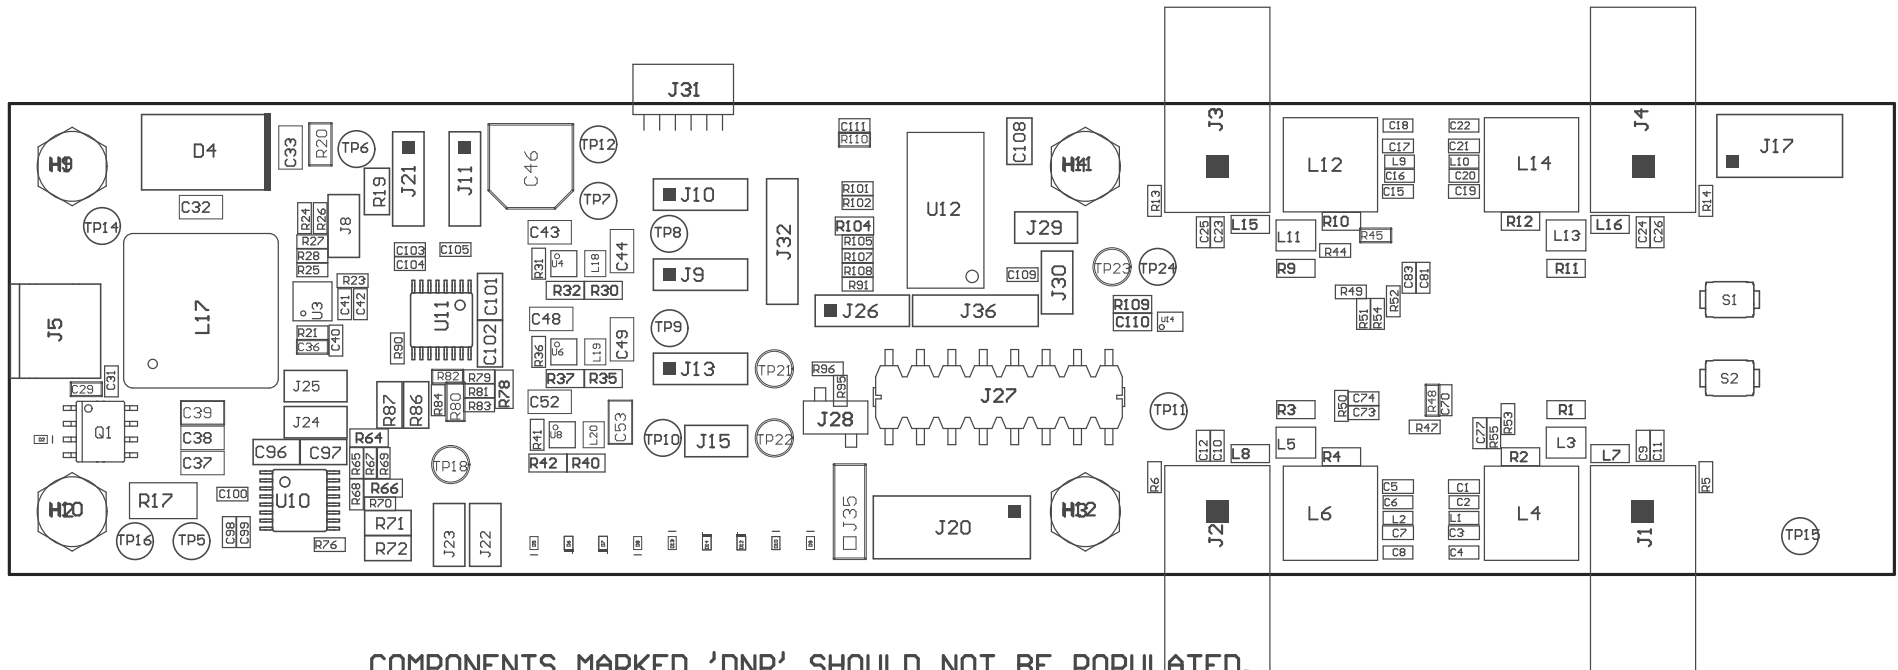 J31
J3
J4
H9
D4
C33
R20
TP6
R19
J21
J11
C46
TP12
C111
R110
C108
L12
C18
C17
L9
C16
C15
C22
C21
L10
C20
C19
L14
J17
C32
TP14
R24
R26
J8
TP7
J10
J32
R101
R102
U12
R13
R14
R27
R28
R25
C103
C104
C105
C43
TP8
C44
R104
R105
R107
R108
R91
J29
C25
C23
L15
R10
L11
R45
R44
R12
L13
L16
C24
C26
R31
U4
L18
J9
C109
J30
TP23
TP24
R9
C83
C81
R11
J5
L17
R23
U3
C41
C42
U11
C101
R32
R30
J26
J36
R109
C110
U14
R49
R51
R54
R52
S1
R21
C36
C40
R90
C102
C48
TP9
C49
R36
U6
L19
J13
TP21
R96
R95
J27
S2
C29
C31
J25
R82
R79
R84
R80
R81
R83
R78
R37
R35
C39
J24
R87
R86
C52
C53
J28
TP11
R3
R50
C74
C73
R48
C70
R1
Q1
C38
R64
R41
U8
L20
TP10
J15
TP22
C12
C10
L8
L5
R4
R47
C77
R55
R53
R2
L3
L7
C9
C11
C37
C96
C97
R65
R67
R69
TP18
R42
R40
R6
R5
R17
C100
U10
R68
R66
R70
J35
J20
L6
C5
C6
L2
C7
C8
C1
C2
L1
C3
C4
L4
TP16
TP5
C98
C99
R76
R71
R72
J23
J22
J2
J1
TP15
COMPONENTS MARKED 'DNP' SHOULD NOT BE POPULATED.